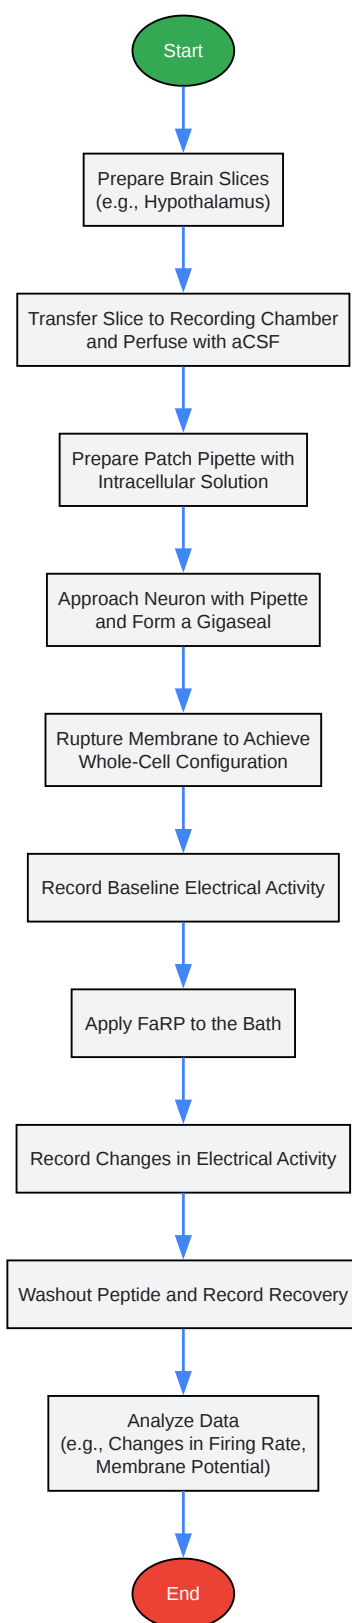 Start
Prepare Brain Slices
(e.g., Hypothalamus)
Transfer Slice to Recording Chamber
and Perfuse with aCSF
Prepare Patch Pipette with
Intracellular Solution
Approach Neuron with Pipette
and Form a Gigaseal
Rupture Membrane to Achieve
Whole-Cell Configuration
Record Baseline Electrical Activity
Apply FaRP to the Bath
Record Changes in Electrical Activity
Washout Peptide and Record Recovery
Analyze Data
(e.g., Changes in Firing Rate,
Membrane Potential)
End